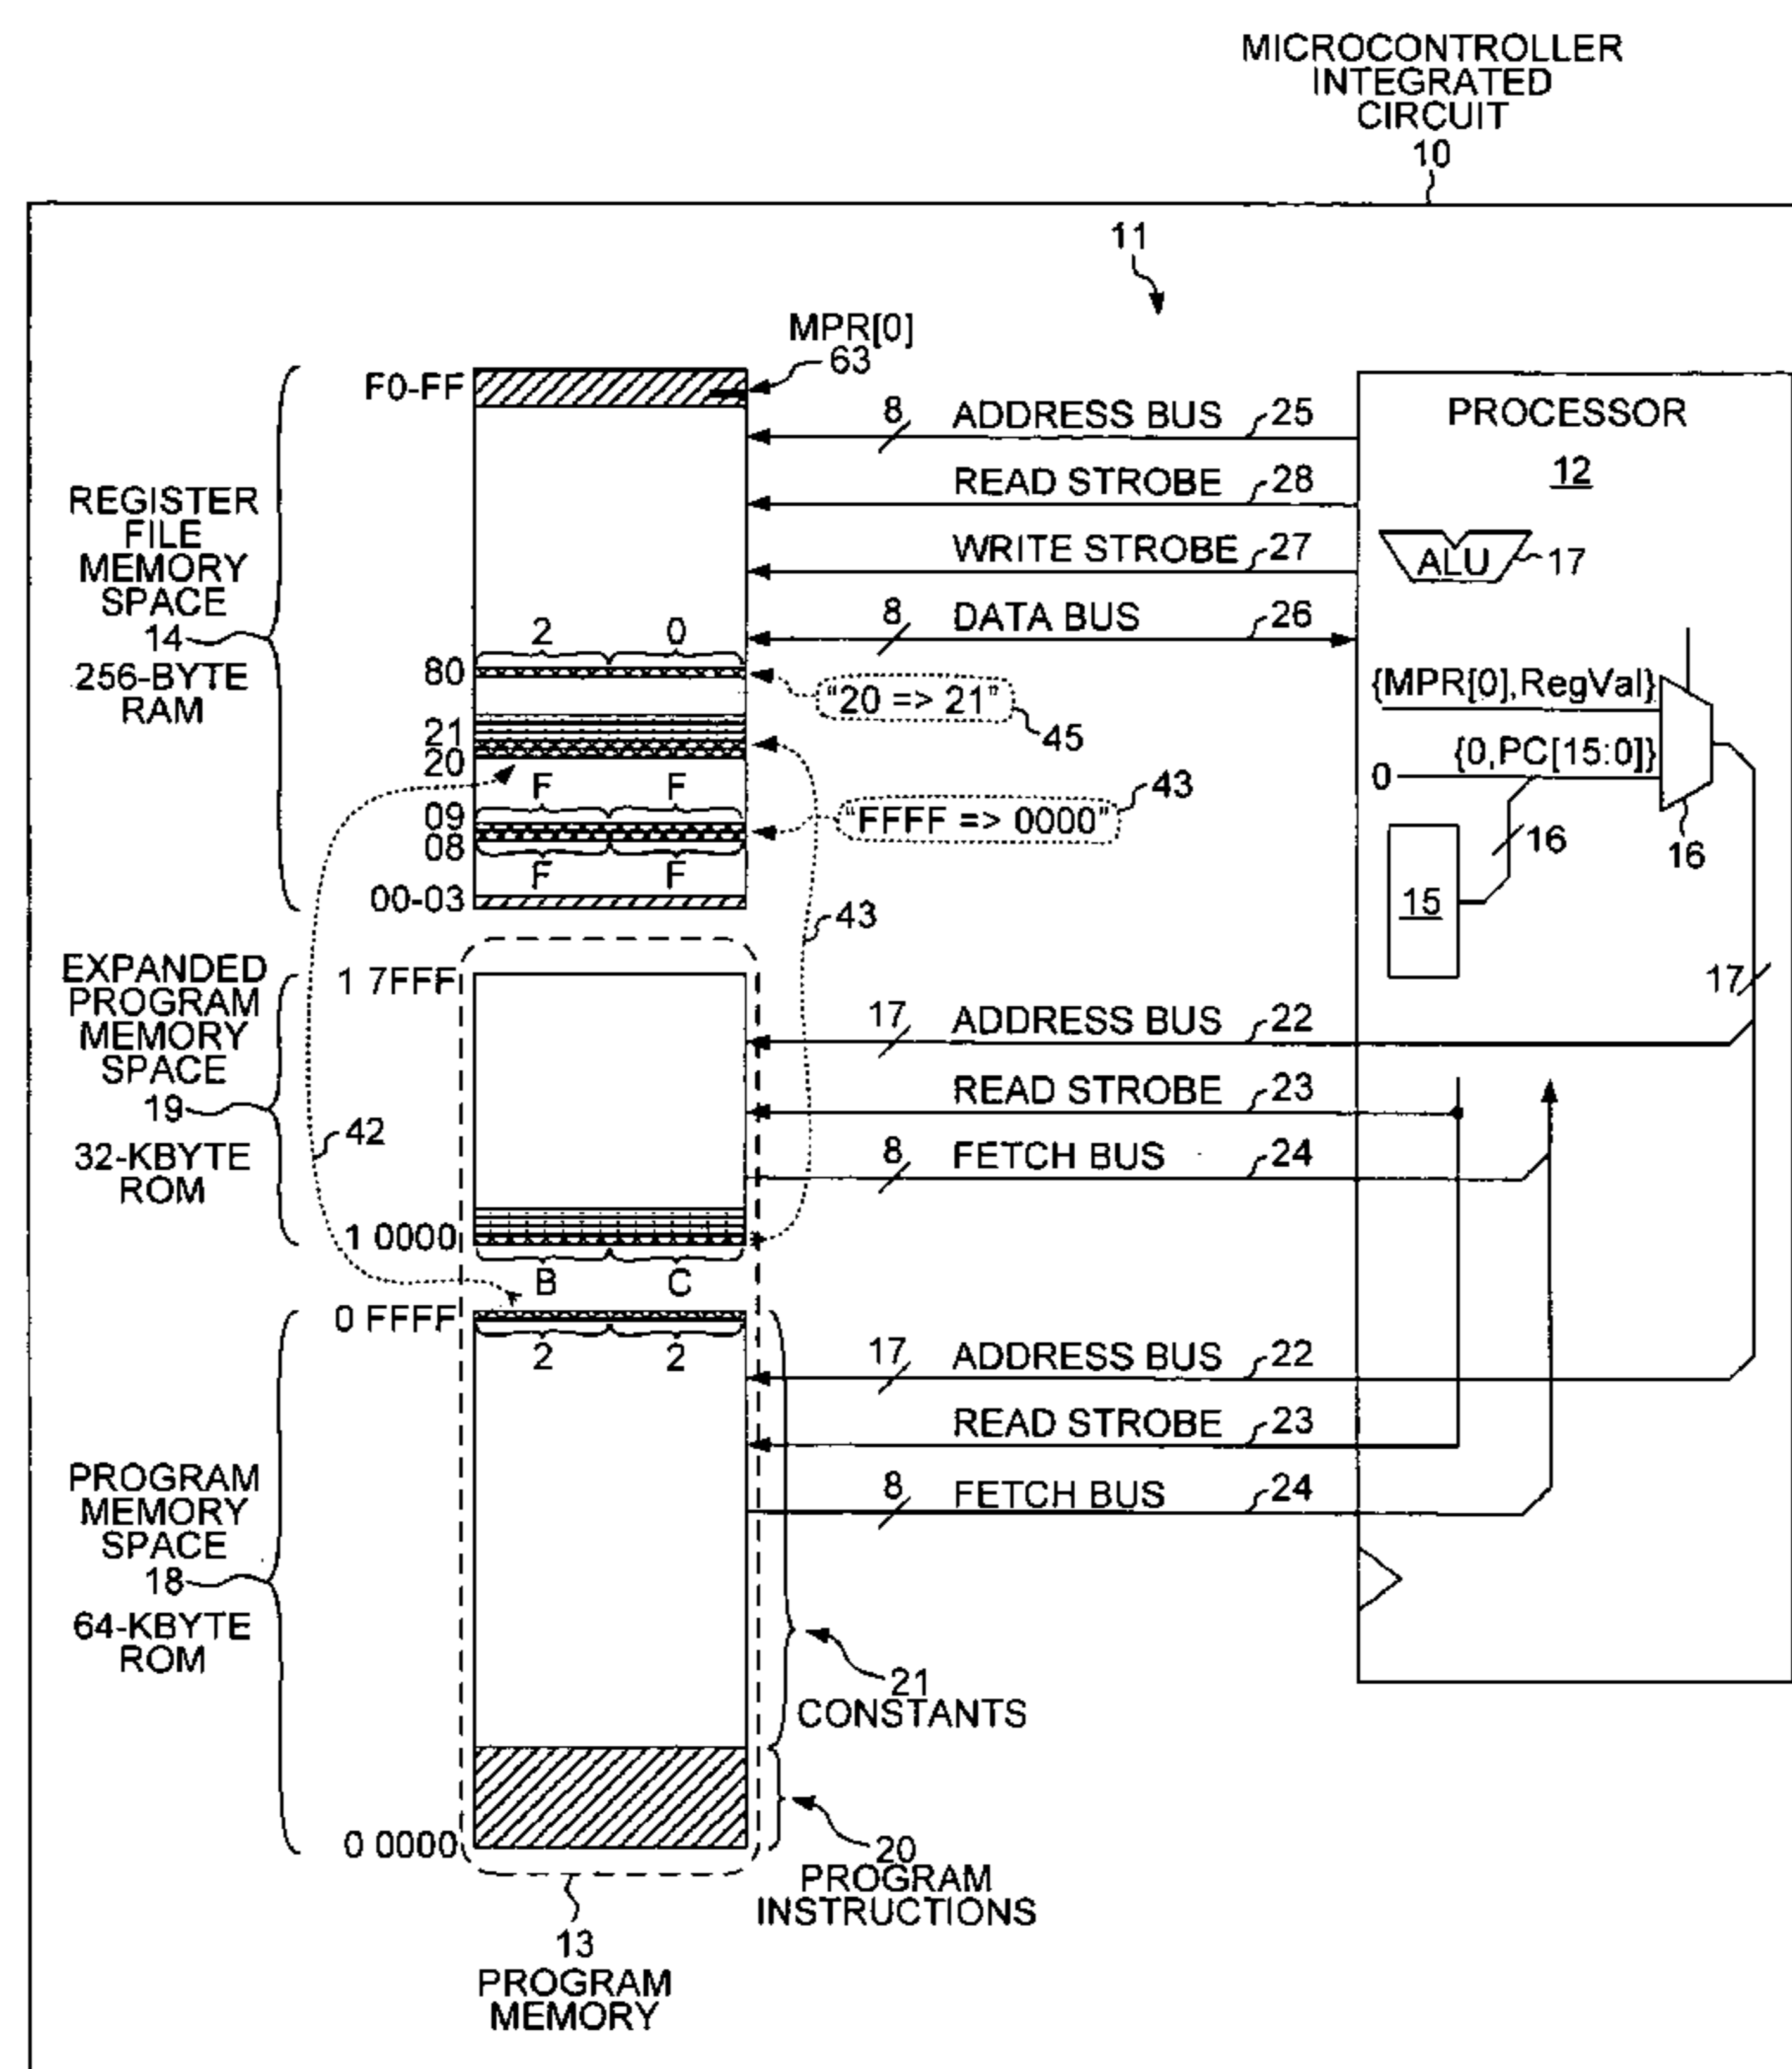 MICROCONTROLLER
INTEGRATED
CIRCUIT
10
11
MPR[0]
63
F0-FF
REGISTER
FILE
MEMORY
SPACE
14
256-BYTE
RAM
8 ADDRESS BUS 25
READ STROBE 28
WRITE STROBE 27
8 DATA BUS 26
PROCESSOR
12
ALU 17
2 0
80
"20 => 21"
45
21
20
F F
09
"FFFF => 0000"
43
08
F F
00-03
{MPR[0],RegVal}
0 {0,PC[15:0]}
16
16
15
17
43
42
EXPANDED
PROGRAM
MEMORY
SPACE
19
32-KBYTE
ROM
1 7FFF
17 ADDRESS BUS 22
READ STROBE 23
8 FETCH BUS 24
1 0000
B C
0 FFFF
2 2
PROGRAM
MEMORY
SPACE
18
64-KBYTE
ROM
17 ADDRESS BUS 22
READ STROBE 23
8 FETCH BUS 24
21
CONSTANTS
0 0000
20
PROGRAM
INSTRUCTIONS
13
PROGRAM
MEMORY